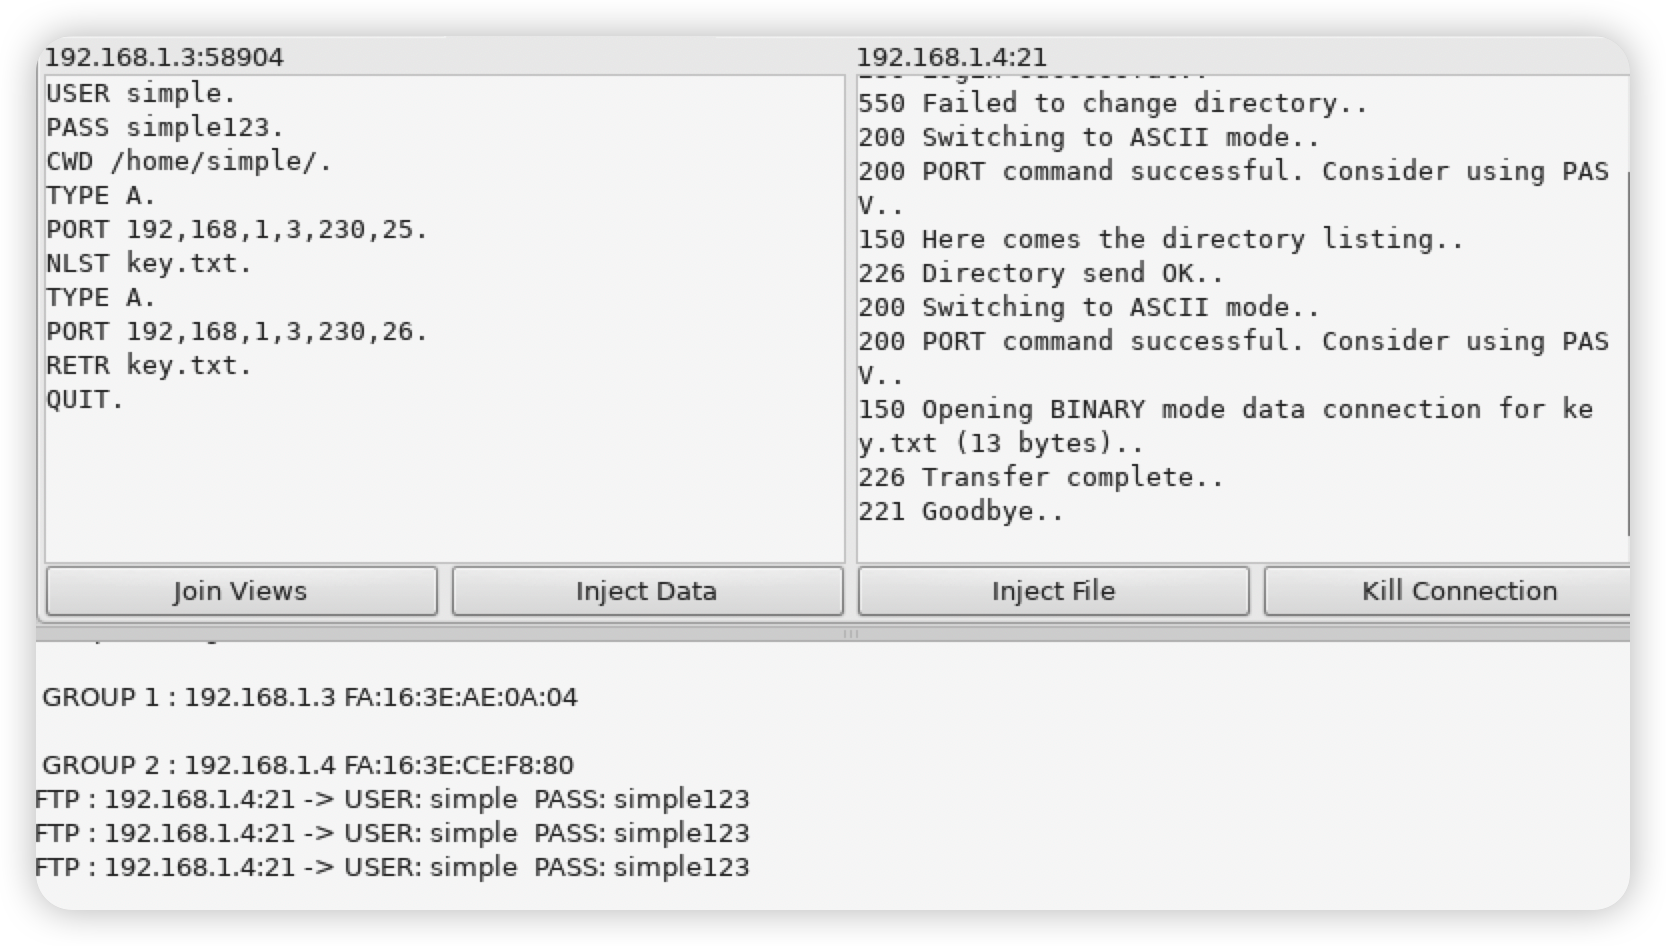 192.168.1.3:58904
USER simple.
PASS simple123.
CWD /home/simple/.
TYPE A.
PORT 192,168,1,3,230,25.
NLST key.txt.
TYPE A.
PORT 192,168,1,3,230,26.
RETR key.txt.
QUIT.
192.168.1.4:21
550 Failed to change directory..
200 Switching to ASCII mode..
200 PORT command successful. Consider using PAS
V..
150 Here comes the directory listing..
226 Directory send OK..
200 Switching to ASCII mode..
200 PORT command successful. Consider using PAS
V..
150 Opening BINARY mode data connection for ke
y.txt (13 bytes)..
226 Transfer complete..
221 Goodbye..
Join Views
Inject Data
Inject File
Kill Connection
GROUP 1 : 192.168.1.3 FA:16:3E:AE:0A:04
GROUP 2 : 192.168.1.4 FA:16:3E:CE:F8:80
FTP : 192.168.1.4:21 -> USER: simple  PASS: simple123
FTP : 192.168.1.4:21 -> USER: simple  PASS: simple123
FTP : 192.168.1.4:21 -> USER: simple  PASS: simple123